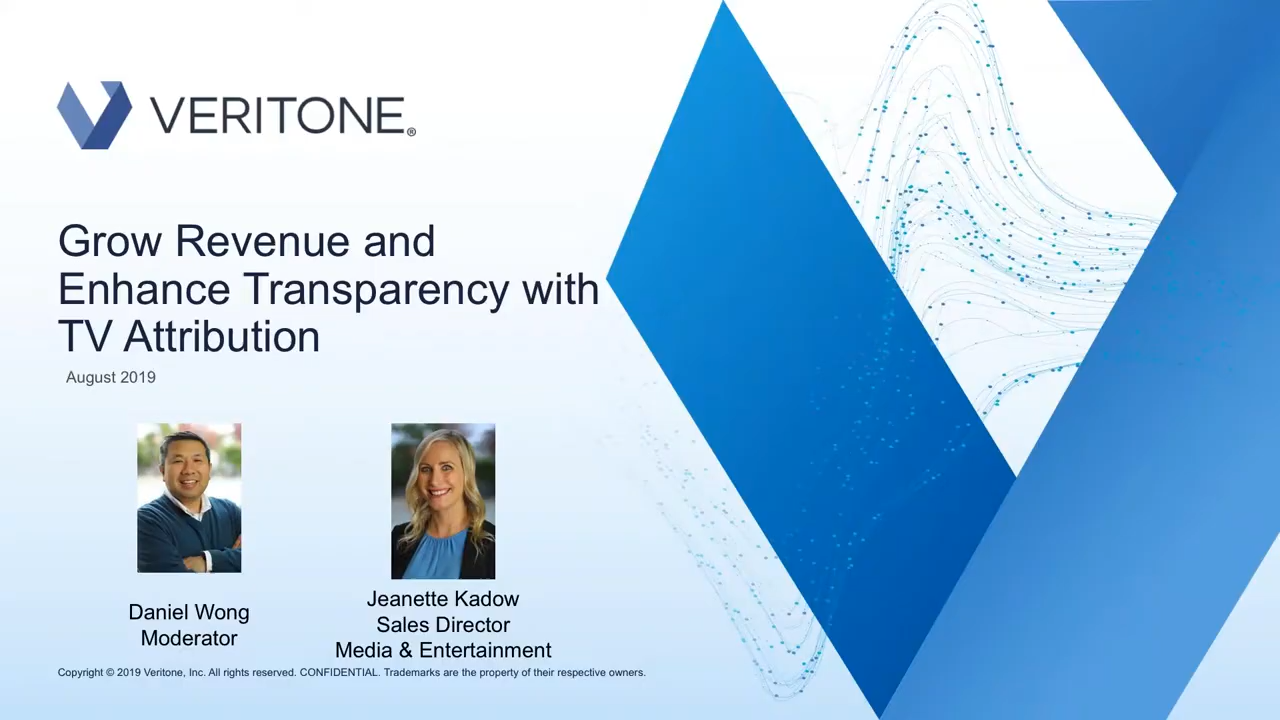 VERITONE®
Grow Revenue and
Enhance Transparency with
TV Attribution
August 2019
Daniel Wong
Moderator
Jeanette Kadow
Sales Director
Media & Entertainment
Copyright © 2019 Veritone, Inc. All rights reserved. CONFIDENTIAL. Trademarks are the property of their respective owners.